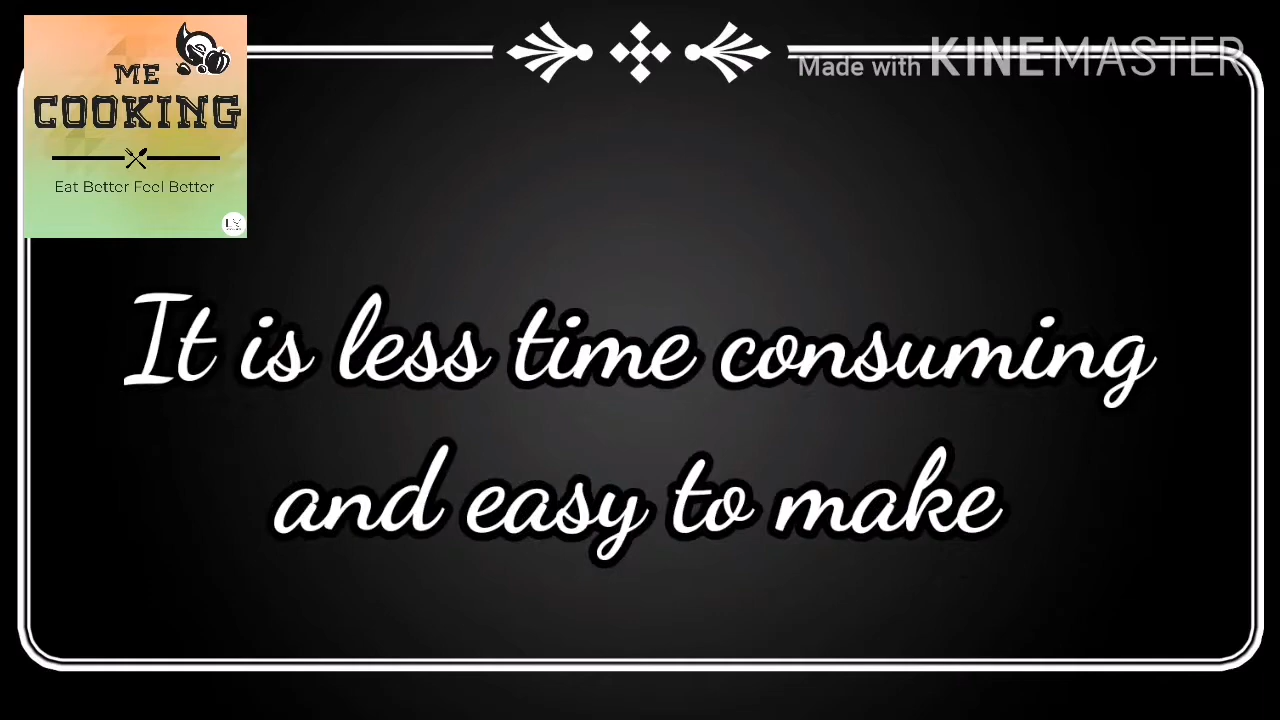 ME
COOKING
Eat Better Feel Better
Made with KINEMASTER
It is less time consuming
and easy to make